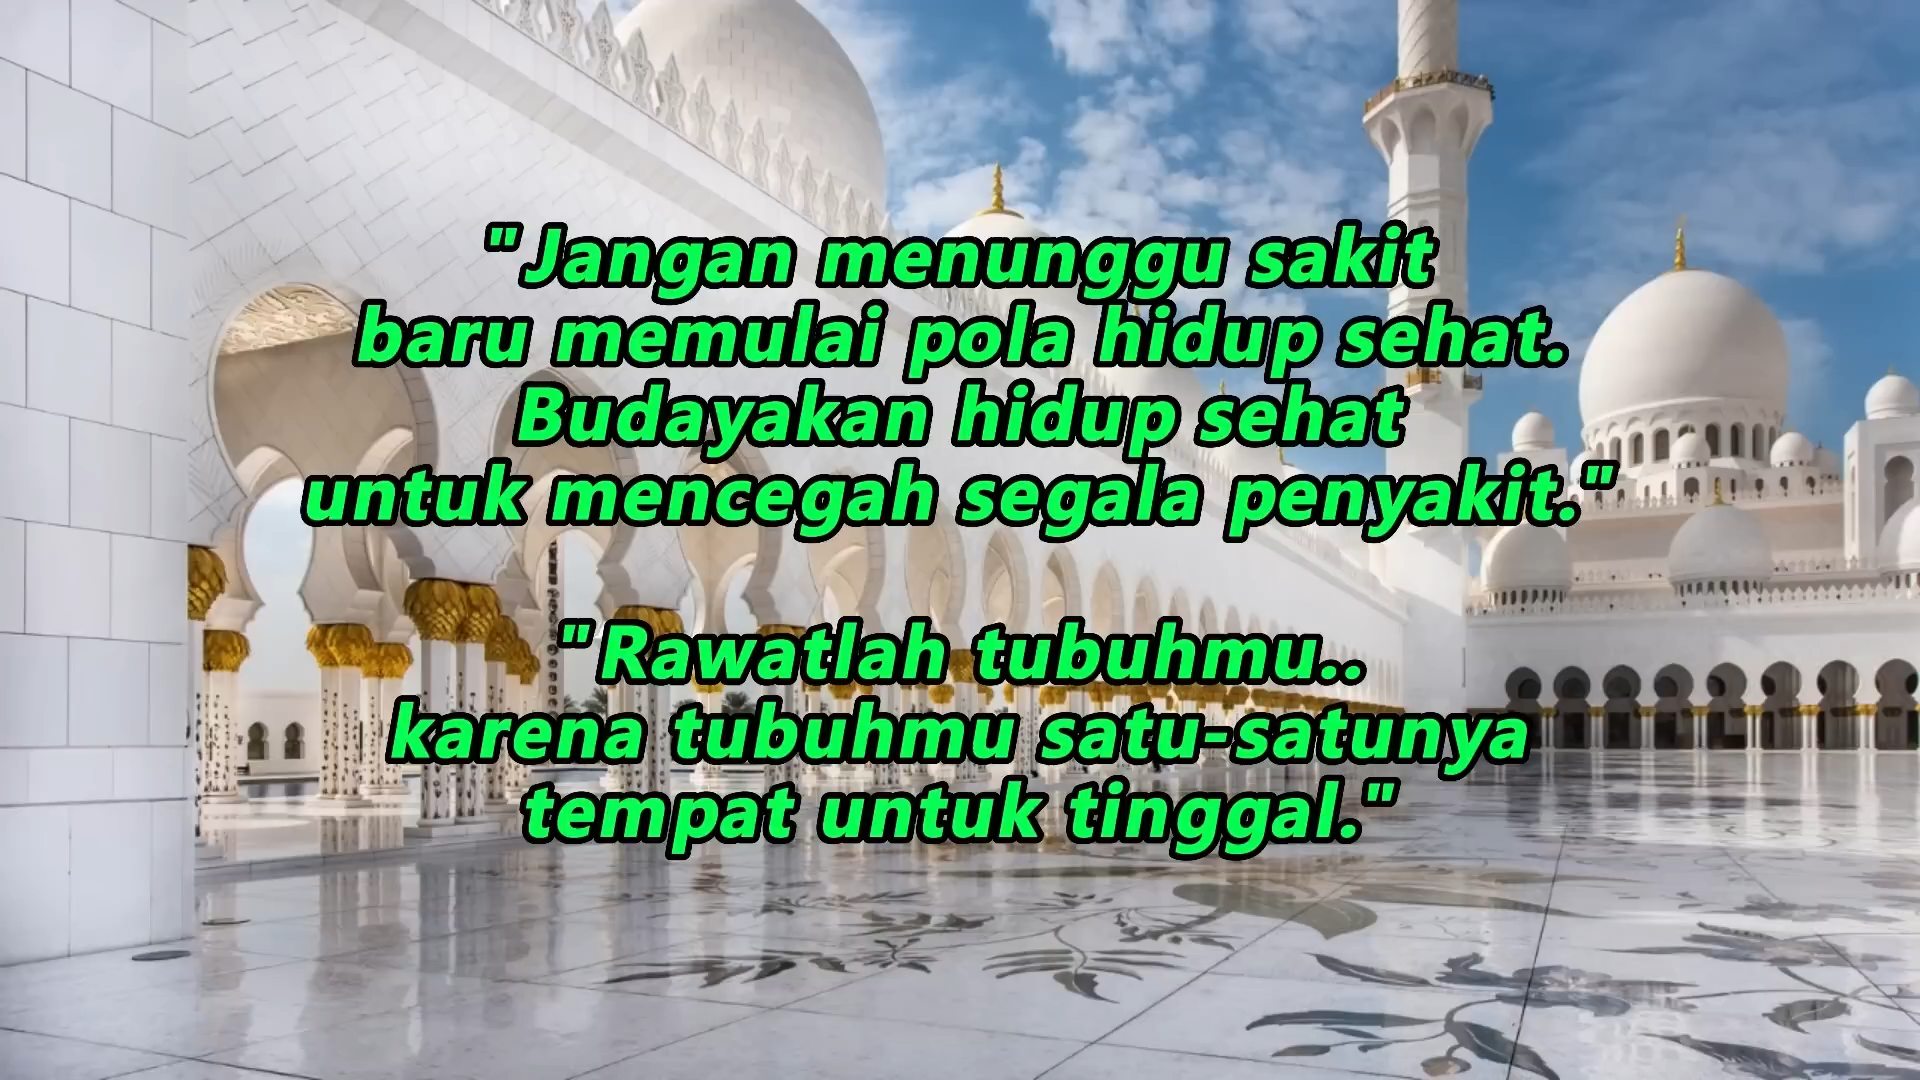 "Jangan menunggu sakit
baru memulai pola hidup sehat.
Budayakan hidup sehat
untuk mencegah segala penyakit."
"Rawatlah tubuhmu..
karena tubuhmu satu-satunya
tempat untuk tinggal."